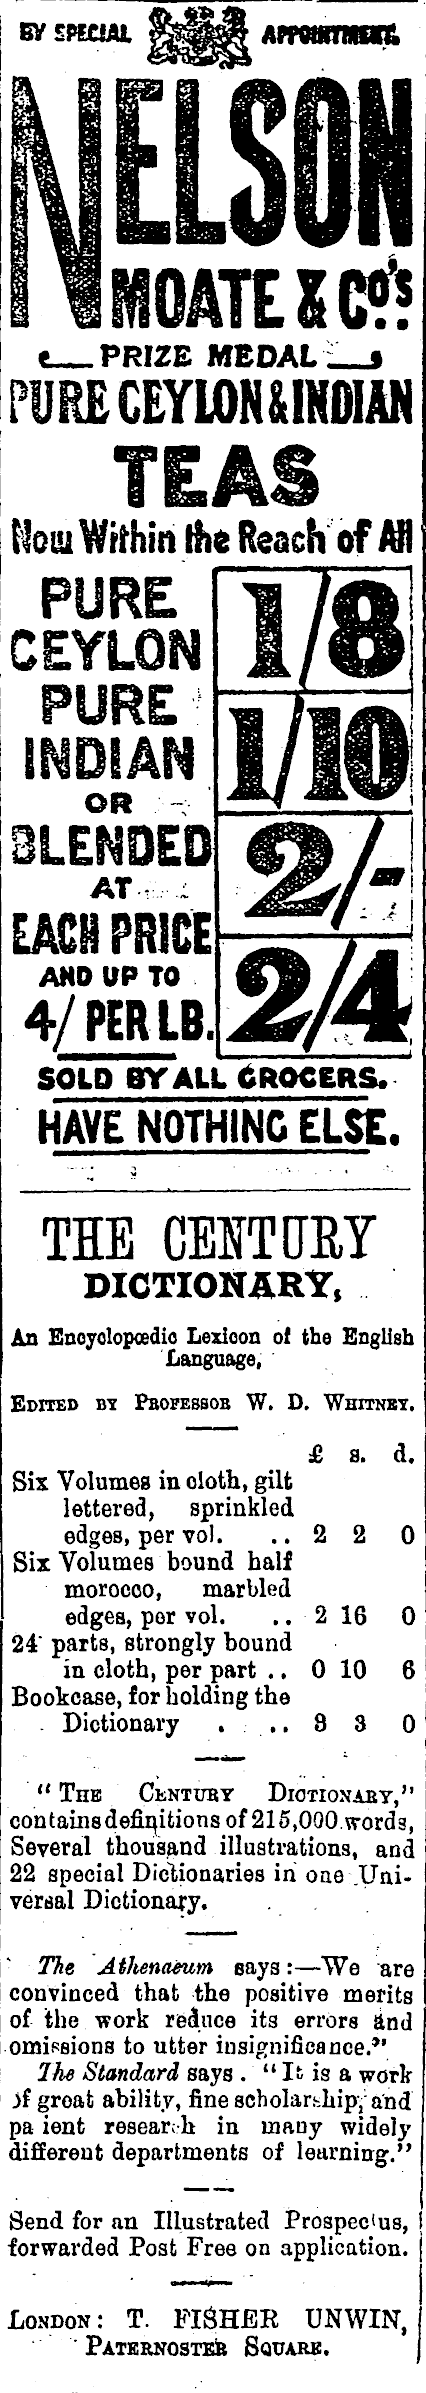 BY SPECIAL APPOINTMENT.
NELSON
MOATE & Co's.
PRIZE MEDAL
PURE CEYLON & INDIAN
TEAS
Now Within the Reach of All
PURE
CEYLON
PURE
INDIAN
OR
BLENDED
AT
EACH PRICE
AND UP TO
4/ PER LB.
1/8
1/10
2/-
2/4
SOLD BY ALL GROCERS.
HAVE NOTHING ELSE.
THE CENTURY
DICTIONARY,
An Encyclopœdic Lexicon of the English
Language,
EDITED BY PROFESSOR W. D. WHITNEY.
£ s. d.
Six Volumes in cloth, gilt
lettered, sprinkled
edges, per vol. .. 2 2 0
Six Volumes bound half
morocco, marbled
edges, per vol. .. 2 16 0
24 parts, strongly bound
in cloth, per part .. 0 10 6
Bookcase, for holding the
Dictionary . .. 3 3 0
"THE CENTURY DICTIONARY,"
contains definitions of 215,000 words,
Several thousand illustrations, and
22 special Dictionaries in one Uni-
versal Dictionary.
The Athenaeum says:—We are
convinced that the positive merits
of the work reduce its errors and
omissions to utter insignificance."
The Standard says. "It is a work
of great ability, fine scholarship, and
pa ient research in many widely
different departments of learning."
Send for an Illustrated Prospectus,
forwarded Post Free on application.
LONDON: T. FISHER UNWIN,
PATERNOSTER SQUARE.